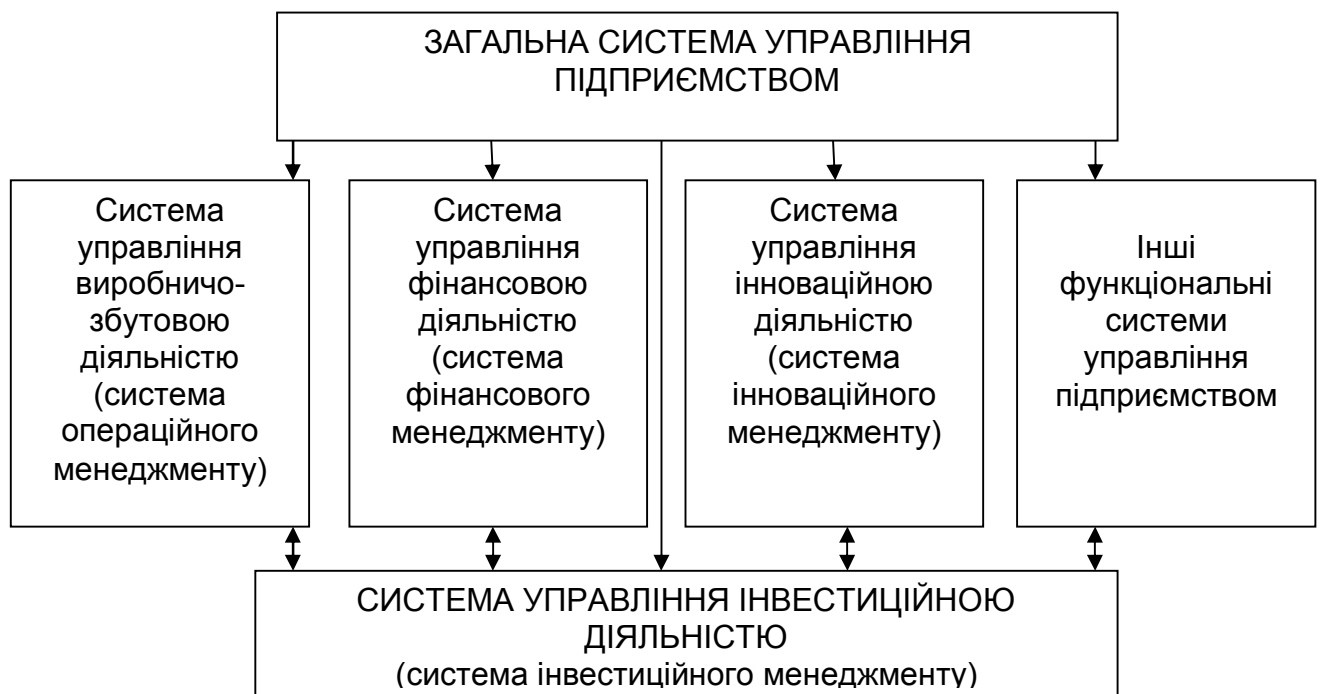 ЗАГАЛЬНА СИСТЕМА УПРАВЛІННЯ
ПІДПРИЄМСТВОМ
Система
управління
виробничо-
збутовою
діяльністю
(система
операційного
менеджменту)
Система
управління
фінансовою
діяльністю
(система
фінансового
менеджменту)
Система
управління
інноваційною
діяльністю
(система
інноваційного
менеджменту)
Інші
функціональні
системи
управління
підприємством
СИСТЕМА УПРАВЛІННЯ ІНВЕСТИЦІЙНОЮ
ДІЯЛЬНІСТЮ
(система інвестиційного менеджменту)